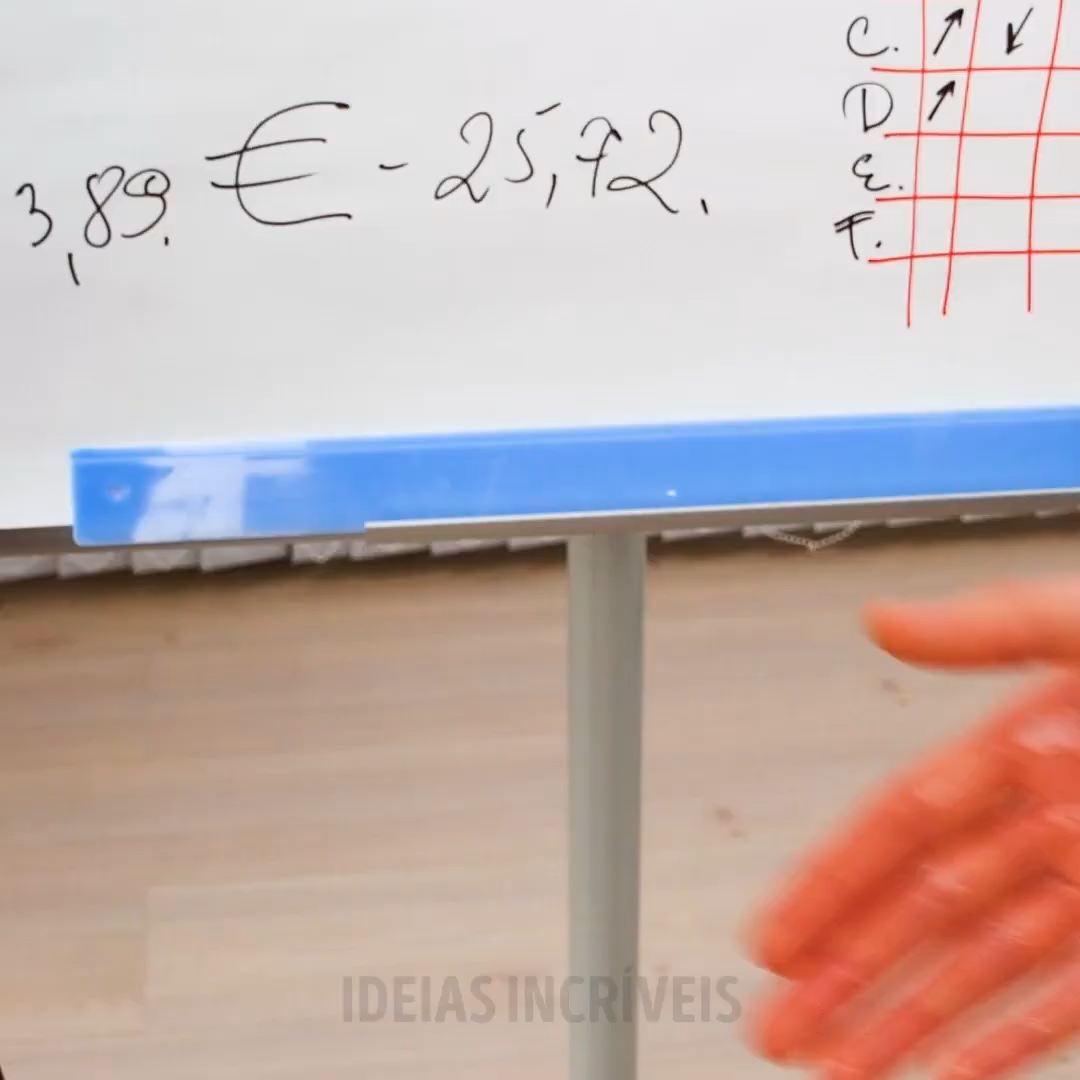 3,89. € - 25,72.
C. ↗ ↙
D ↗
E.
F.
IDEIAS INCRÍVEIS